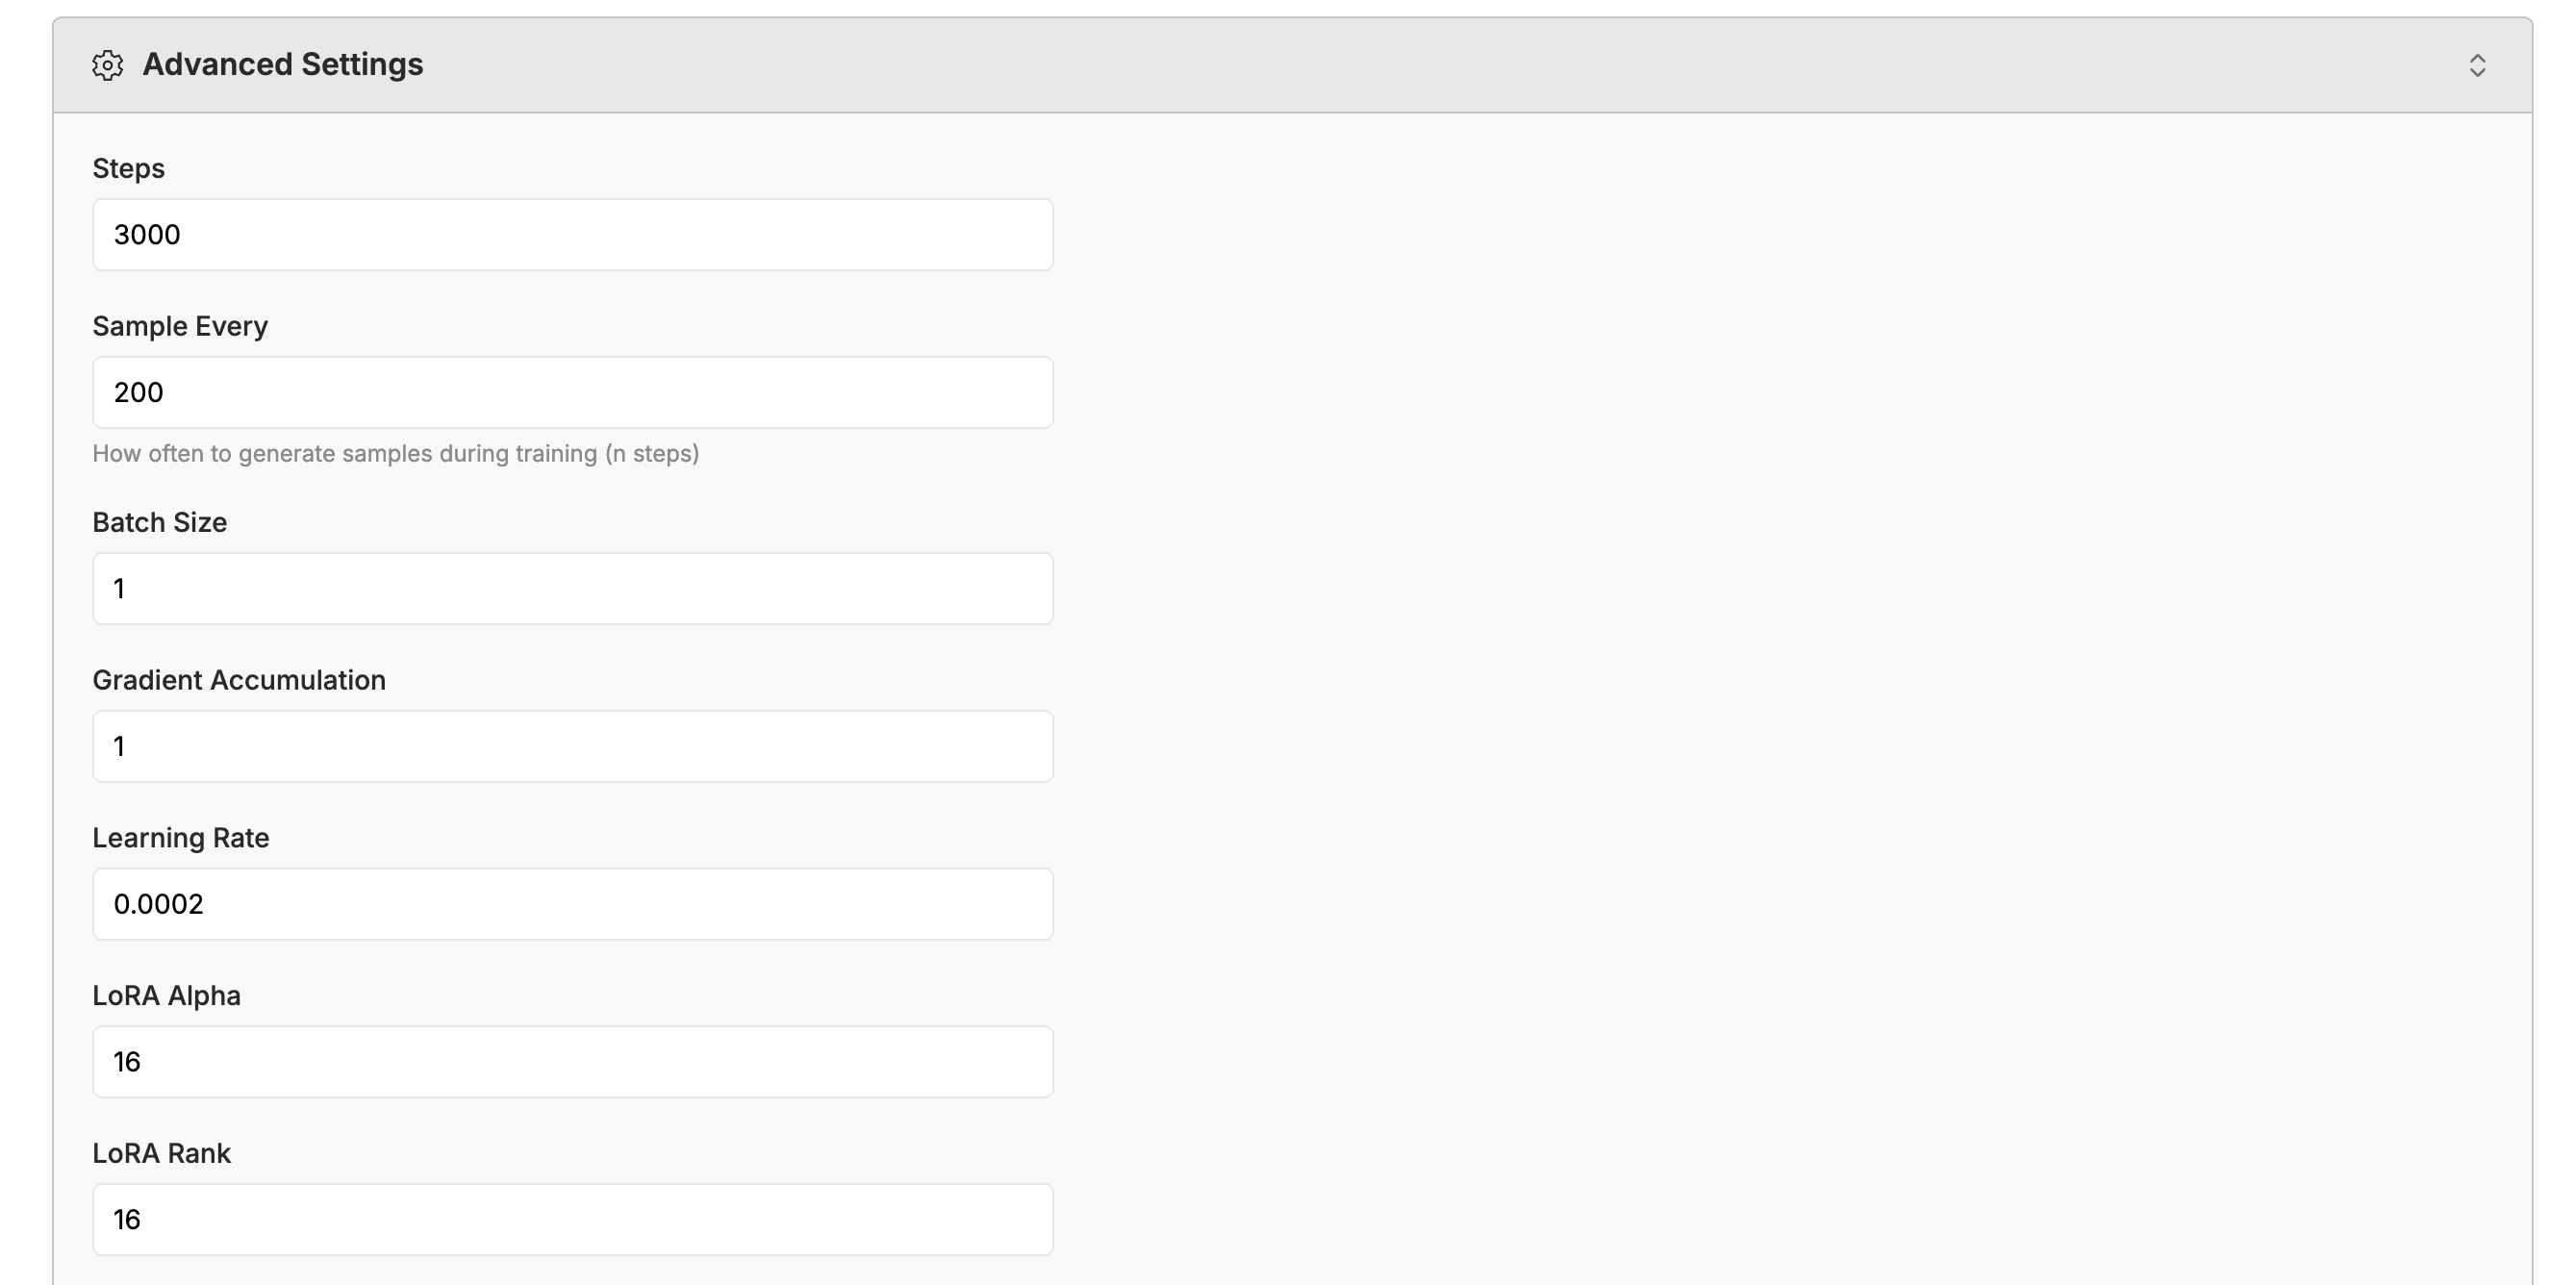 Advanced Settings
Steps
3000
Sample Every
200
How often to generate samples during training (n steps)
Batch Size
1
Gradient Accumulation
1
Learning Rate
0.0002
LoRA Alpha
16
LoRA Rank
16